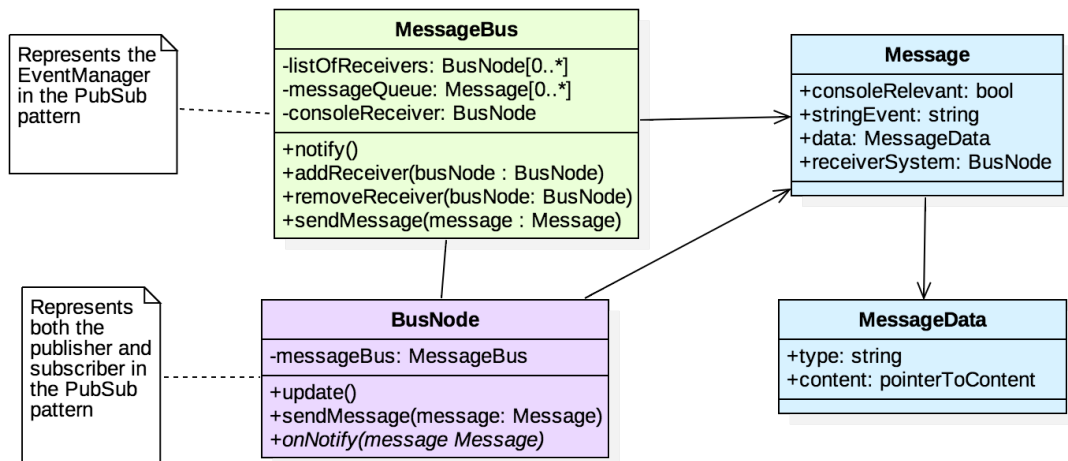 Represents the
EventManager
in the PubSub
pattern
MessageBus
-listOfReceivers: BusNode[0..*]
-messageQueue: Message[0..*]
-consoleReceiver: BusNode
+notify()
+addReceiver(busNode : BusNode)
+removeReceiver(busNode: BusNode)
+sendMessage(message : Message)
Message
+consoleRelevant: bool
+stringEvent: string
+data: MessageData
+receiverSystem: BusNode
Represents
both the
publisher and
subscriber in
the PubSub
pattern
BusNode
-messageBus: MessageBus
+update()
+sendMessage(message: Message)
+onNotify(message Message)
MessageData
+type: string
+content: pointerToContent